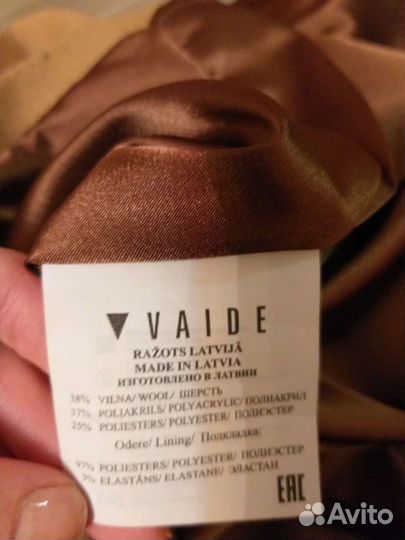 VAIDE
RAŽOTS LATVIJĀ
MADE IN LATVIA
ИЗГОТОВЛЕНО В ЛАТВИИ
38% VILNA/ WOOL/ ШЕРСТЬ
37% POLIAKRILS/ POLYACRYLIC/ ПОЛИАКРИЛ
25% POLIESTERS/ POLYESTER/ ПОЛИЭСТЕР
Odere/ Lining/ Подкладка:
97% POLIESTERS/ POLYESTER/ ПОЛИЭСТЕР
3% ELASTĀNS/ ELASTANE/ ЭЛАСТАН
EAC
Avito